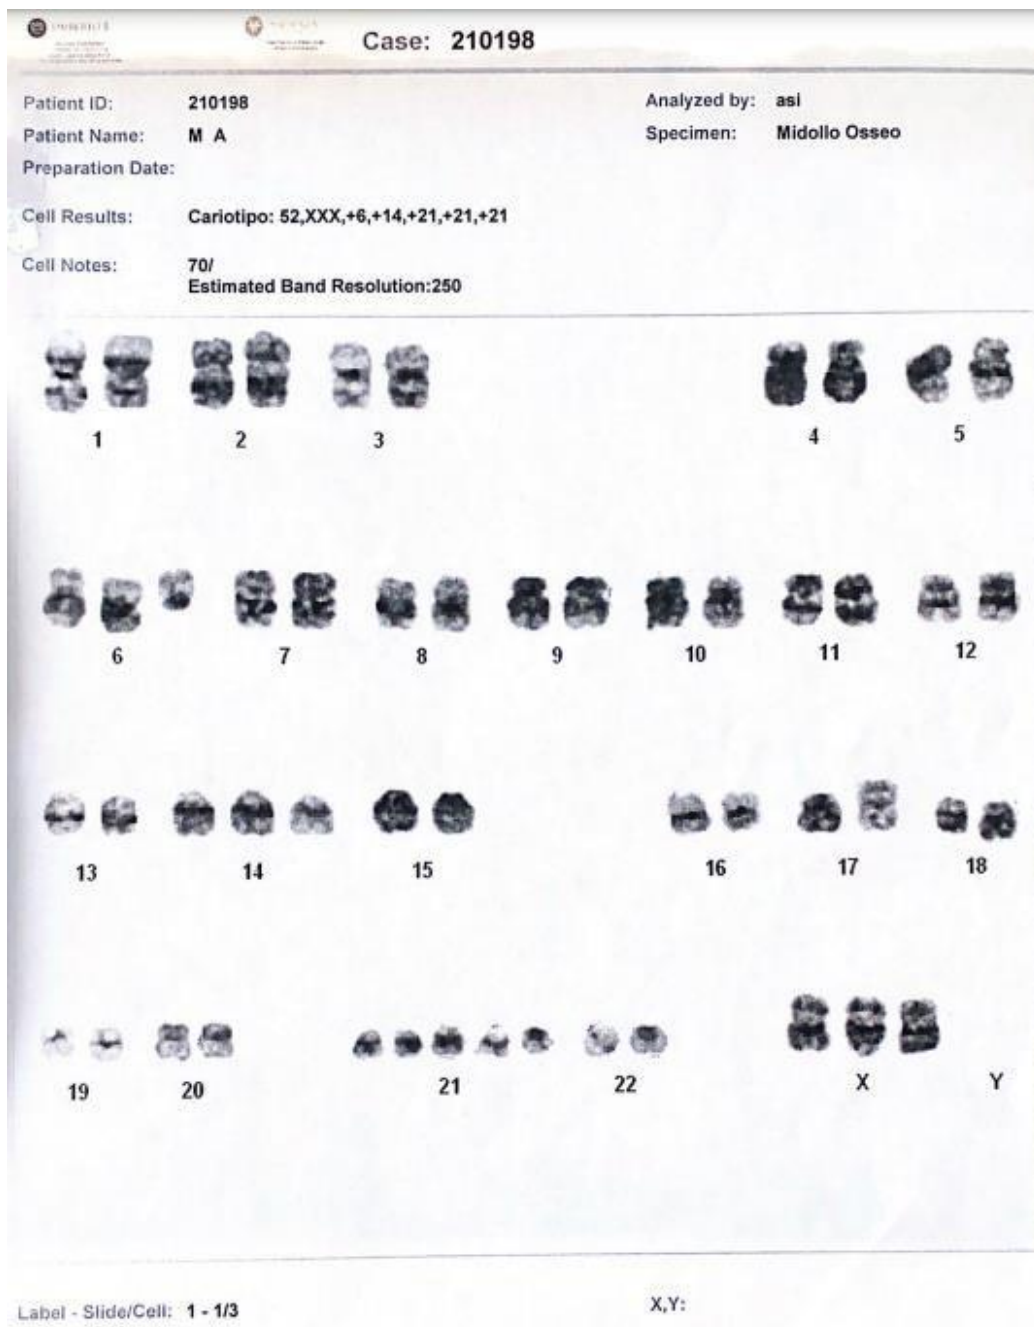 Case: 210198
Patient ID: 210198 Analyzed by: asi
Patient Name: M A Specimen: Midollo Osseo
Preparation Date:
Cell Results: Cariotipo: 52,XXX,+6,+14,+21,+21,+21
Cell Notes: 70/
Estimated Band Resolution:250
1 2 3 4 5
6 7 8 9 10 11 12
13 14 15 16 17 18
19 20 21 22 X Y
Label - Slide/Cell: 1 - 1/3 X,Y: